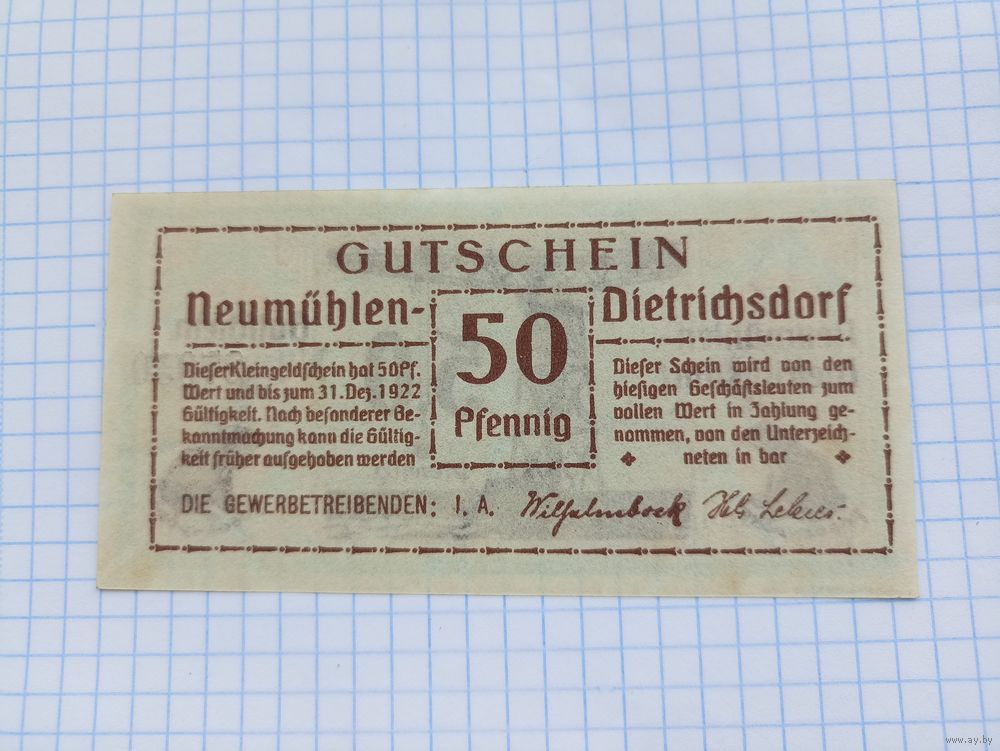 GUTSCHEIN
Neumühlen-
Dietrichsdorf
50
Pfennig
Dieser Kleingeldschein hat 50 Pf.
Wert und bis zum 31. Dez. 1922
Gültigkeit. Nach besonderer Be-
kanntmachung kann die Gültig-
keit früher aufgehoben werden
Dieser Schein wird von den
hiesigen Geschäftsleuten zum
vollen Wert in Zahlung ge-
nommen, von den Unterzeich-
neten in bar
DIE GEWERBETREIBENDEN: I. A.
www.ay.by